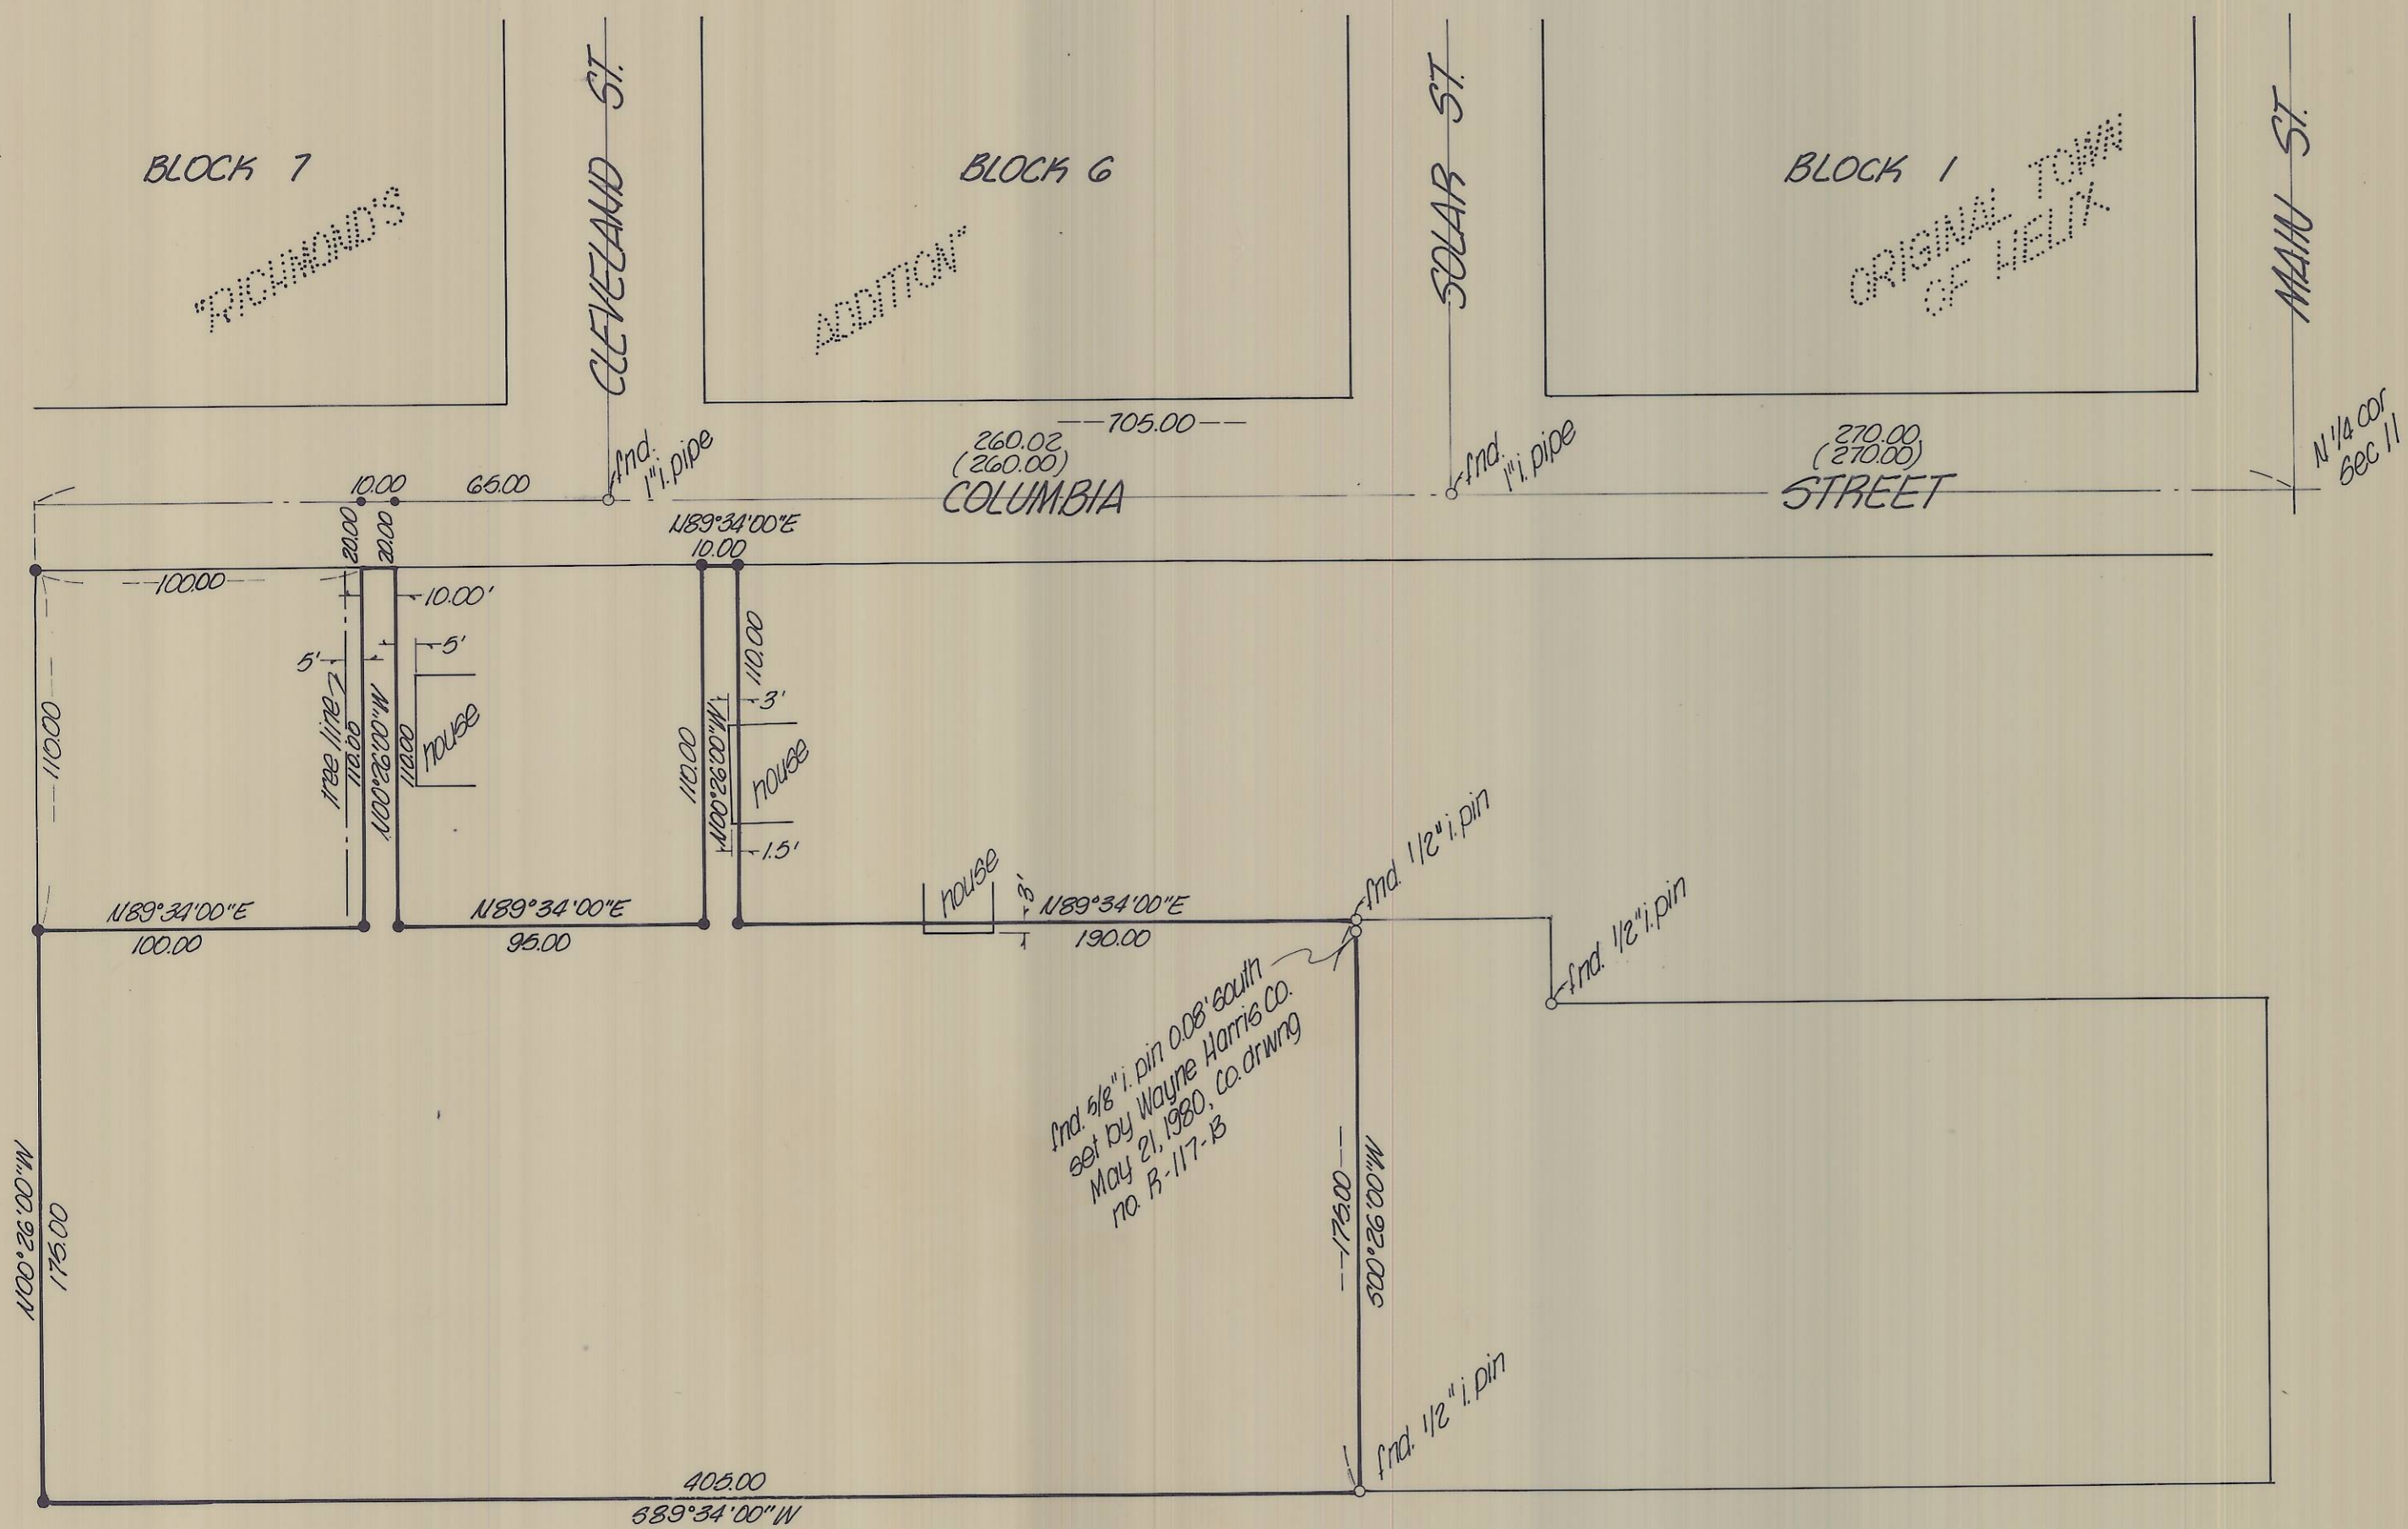 BLOCK 7
"RICHMOND'S
CLEVELAND ST.
BLOCK 6
ADDITION"
SOLAR ST.
BLOCK 1
ORIGINAL TOWN
OF HELIX
MAIN ST.
N 1/4 cor
sec 11
705.00
260.02
(260.00)
270.00
(270.00)
fnd.
1" i. pipe
fnd.
1" i. pipe
10.00
65.00
COLUMBIA STREET
20.00
20.00
N89°34'00"E
10.00
100.00
10.00'
5'
5'
110.00
tree line
110.00
N00°26'00"W
110.00
house
110.00
N00°26'00"W
110.00
3'
house
1.5'
N89°34'00"E
100.00
N89°34'00"E
95.00
house
3'
N89°34'00"E
190.00
fnd. 1/2" i. pin
fnd. 1/2" i. pin
fnd. 5/8" i. pin 0.08' south
set by Wayne Harris Co.
May 21, 1980, co. drwng
no. R-117-B
N00°26'00"W
175.00
175.00
S00°26'00"W
fnd. 1/2" i. pin
405.00
S89°34'00"W